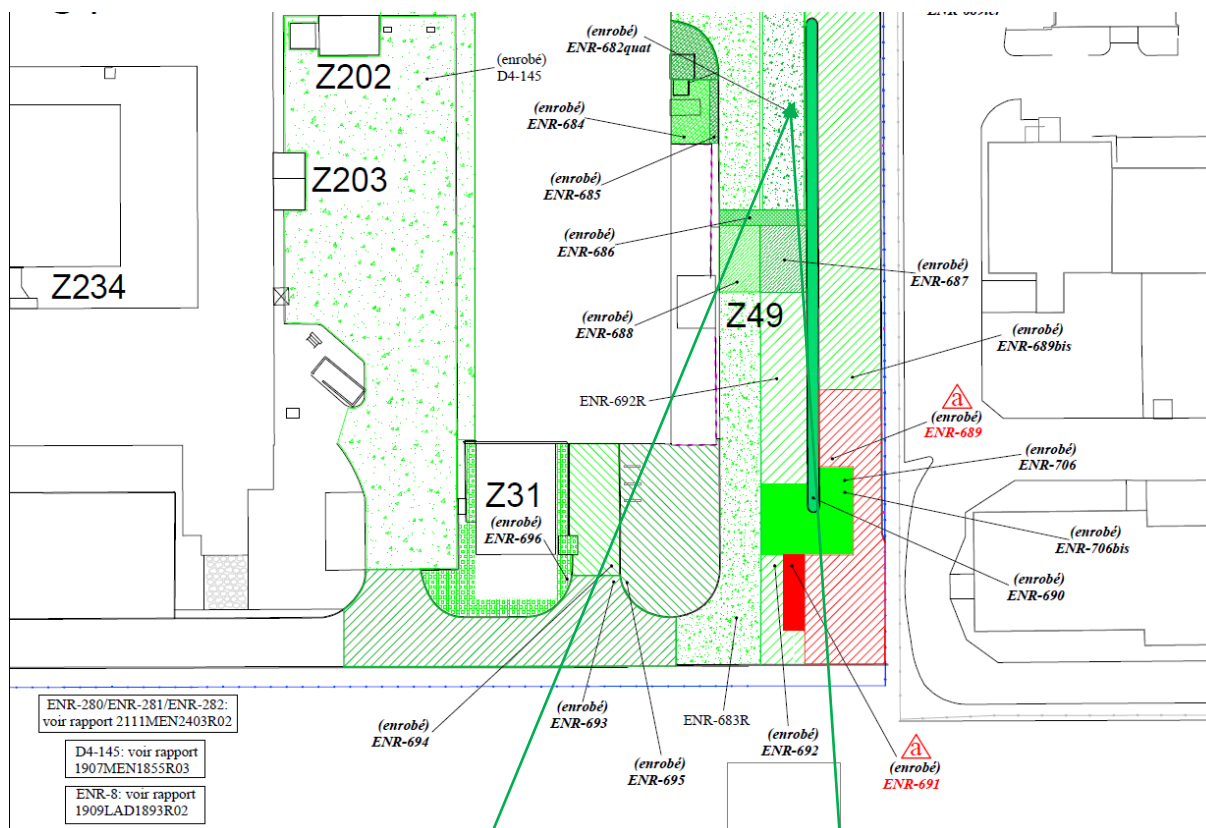 (enrobé)
ENR-682quat
Z202
(enrobé)
D4-145
(enrobé)
ENR-684
Z203
(enrobé)
ENR-685
(enrobé)
ENR-686
(enrobé)
ENR-687
Z234
(enrobé)
ENR-688
Z49
(enrobé)
ENR-689bis
ENR-692R
a
(enrobé)
ENR-689
(enrobé)
ENR-706
Z31
(enrobé)
ENR-696
(enrobé)
ENR-706bis
(enrobé)
ENR-690
ENR-280/ENR-281/ENR-282:
voir rapport 2111MEN2403R02
(enrobé)
ENR-694
(enrobé)
ENR-693
ENR-683R
(enrobé)
ENR-692
a
(enrobé)
ENR-691
D4-145: voir rapport
1907MEN1855R03
(enrobé)
ENR-695
ENR-8: voir rapport
1909LAD1893R02